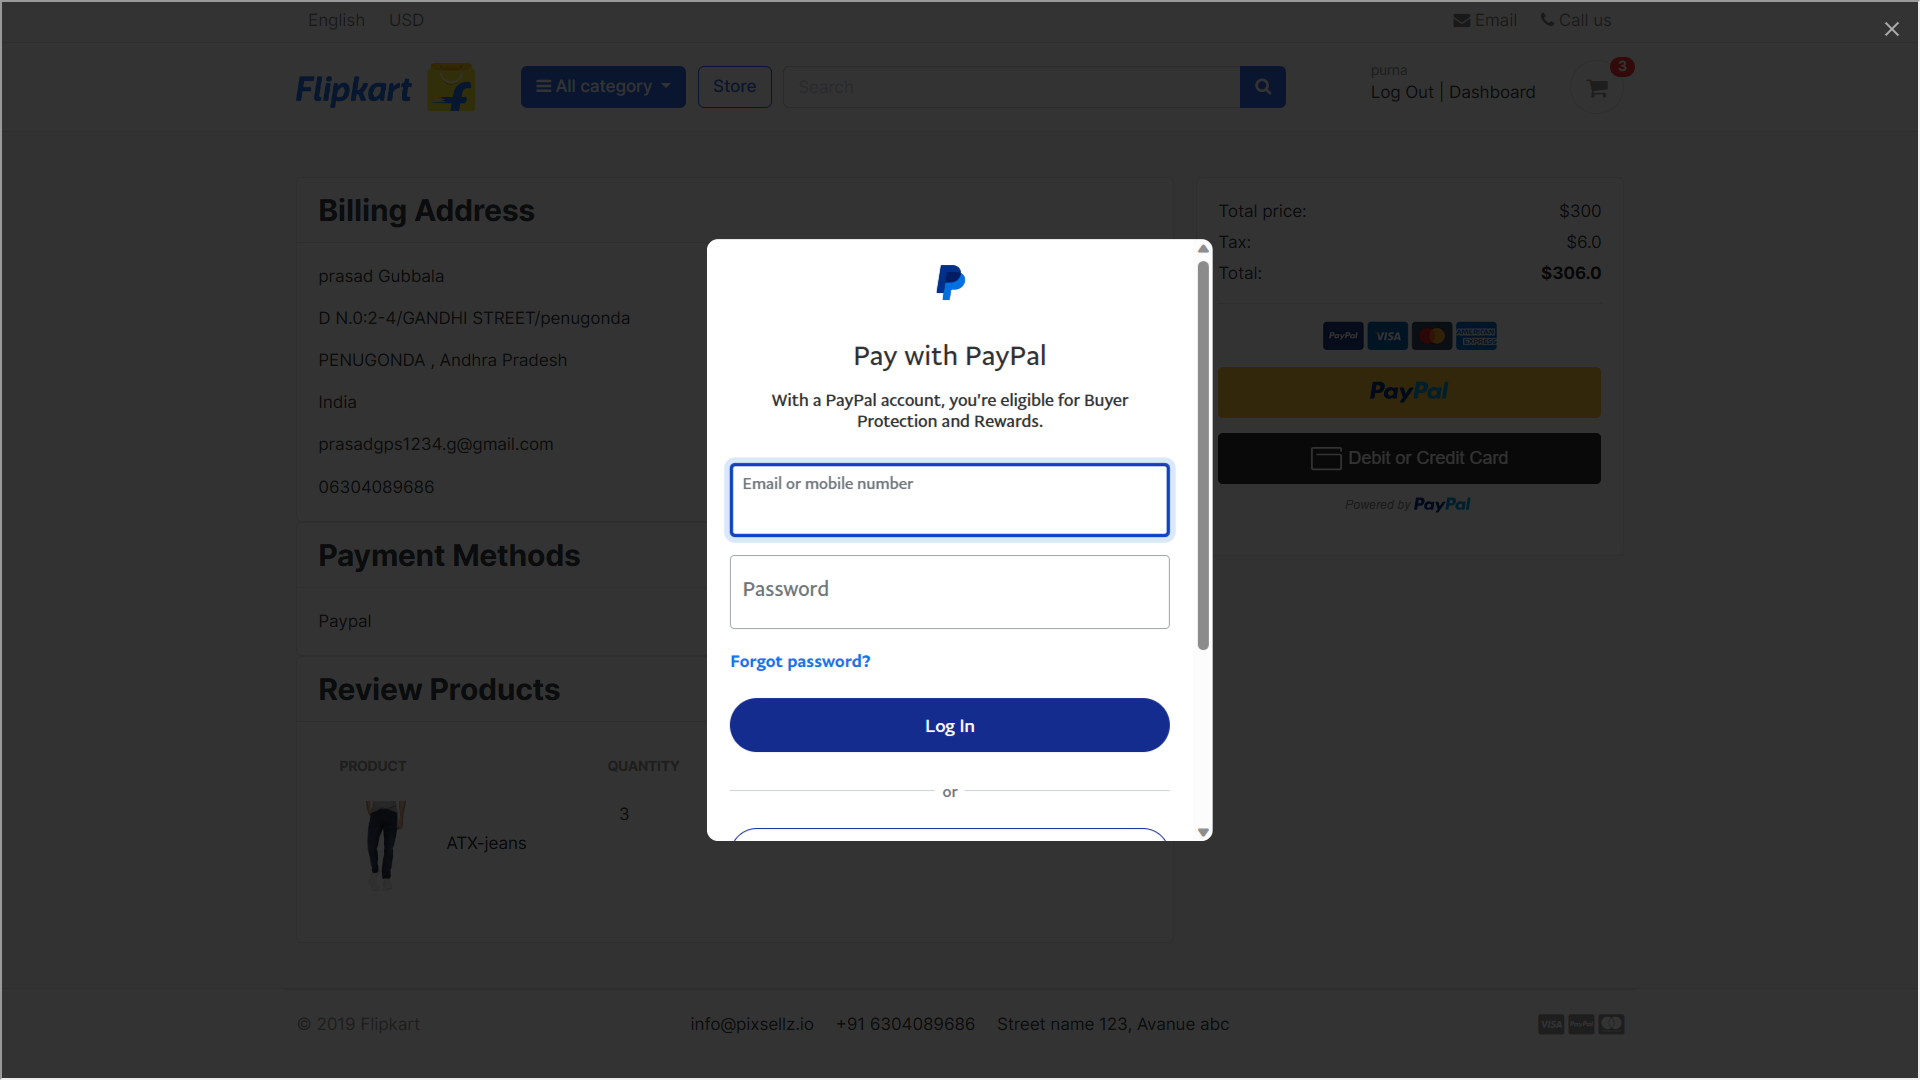 English USD
Email Call us
Flipkart
All category
Store
Search
purna
Log Out | Dashboard
3
Billing Address
prasad Gubbala
D N.0:2-4/GANDHI STREET/penugonda
PENUGONDA , Andhra Pradesh
India
prasadgps1234.g@gmail.com
06304089686
Payment Methods
Paypal
Review Products
PRODUCT QUANTITY
ATX-jeans
3
Pay with PayPal
With a PayPal account, you're eligible for Buyer
Protection and Rewards.
Email or mobile number
Password
Forgot password?
Log In
or
Total price: $300
Tax: $6.0
Total: $306.0
PayPal VISA AMERICAN EXPRESS
PayPal
Debit or Credit Card
Powered by PayPal
© 2019 Flipkart
info@pixsellz.io +91 6304089686 Street name 123, Avanue abc
VISA PayPal